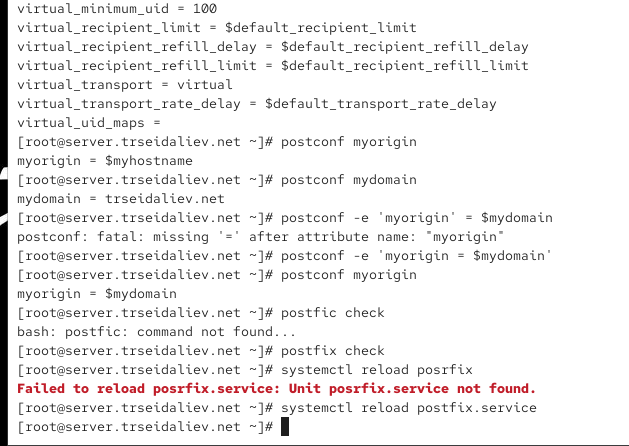 virtual_minimum_uid = 100
virtual_recipient_limit = $default_recipient_limit
virtual_recipient_refill_delay = $default_recipient_refill_delay
virtual_recipient_refill_limit = $default_recipient_refill_limit
virtual_transport = virtual
virtual_transport_rate_delay = $default_transport_rate_delay
virtual_uid_maps =
[root@server.trseidaliev.net ~]# postconf myorigin
myorigin = $myhostname
[root@server.trseidaliev.net ~]# postconf mydomain
mydomain = trseidaliev.net
[root@server.trseidaliev.net ~]# postconf -e 'myorigin' = $mydomain
postconf: fatal: missing '=' after attribute name: "myorigin"
[root@server.trseidaliev.net ~]# postconf -e 'myorigin = $mydomain'
[root@server.trseidaliev.net ~]# postconf myorigin
myorigin = $mydomain
[root@server.trseidaliev.net ~]# postfic check
bash: postfic: command not found...
[root@server.trseidaliev.net ~]# postfix check
[root@server.trseidaliev.net ~]# systemctl reload posrfix
Failed to reload posrfix.service: Unit posrfix.service not found.
[root@server.trseidaliev.net ~]# systemctl reload postfix.service
[root@server.trseidaliev.net ~]#